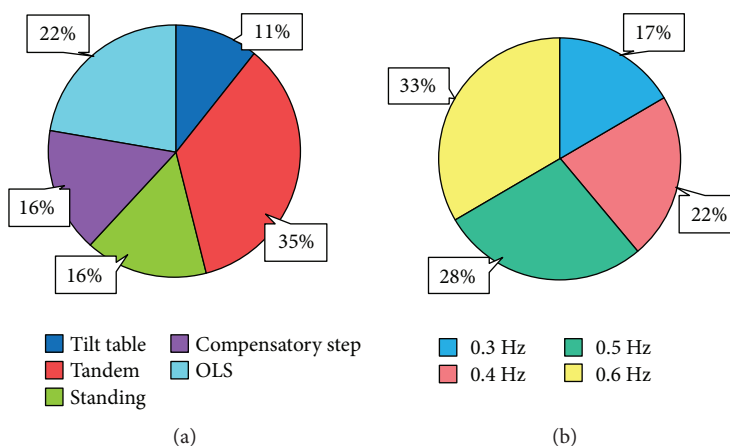 22%
11%
16%
16%
35%
Tilt table
Compensatory step
Tandem
OLS
Standing
(a)
17%
33%
22%
28%
0.3 Hz
0.5 Hz
0.4 Hz
0.6 Hz
(b)